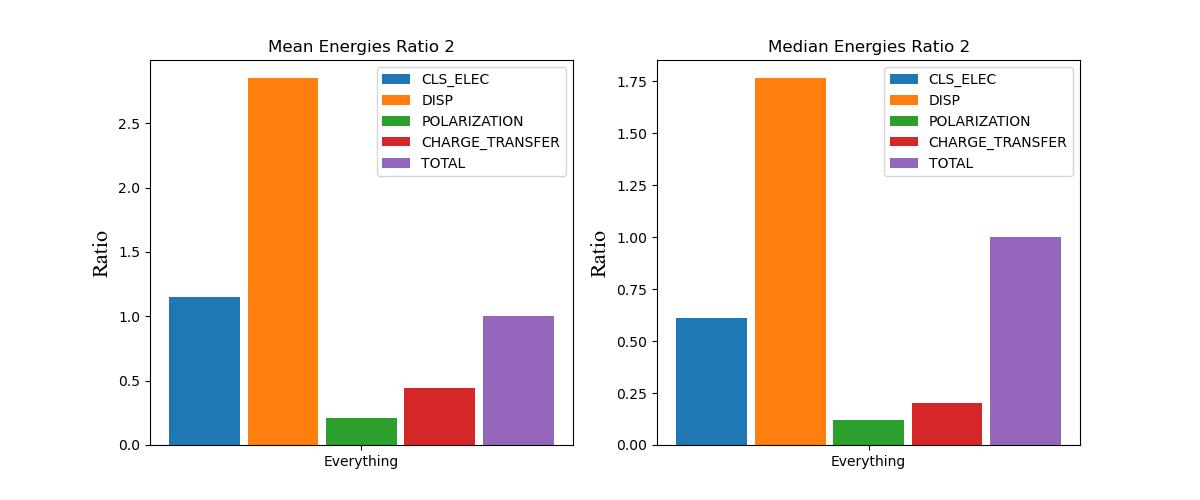 Mean Energies Ratio 2
Ratio
2.5
2.0
1.5
1.0
0.5
0.0
CLS_ELEC
DISP
POLARIZATION
CHARGE_TRANSFER
TOTAL
Everything
Median Energies Ratio 2
Ratio
1.75
1.50
1.25
1.00
0.75
0.50
0.25
0.00
CLS_ELEC
DISP
POLARIZATION
CHARGE_TRANSFER
TOTAL
Everything